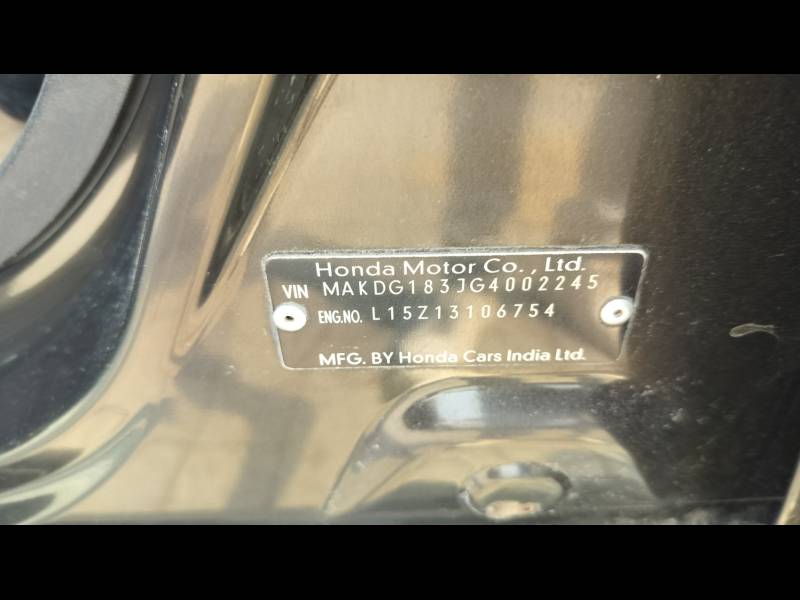 Honda Motor Co., Ltd.
VIN MAKDG183JG4002245
ENG.NO. L15Z13106754
MFG. BY Honda Cars India Ltd.